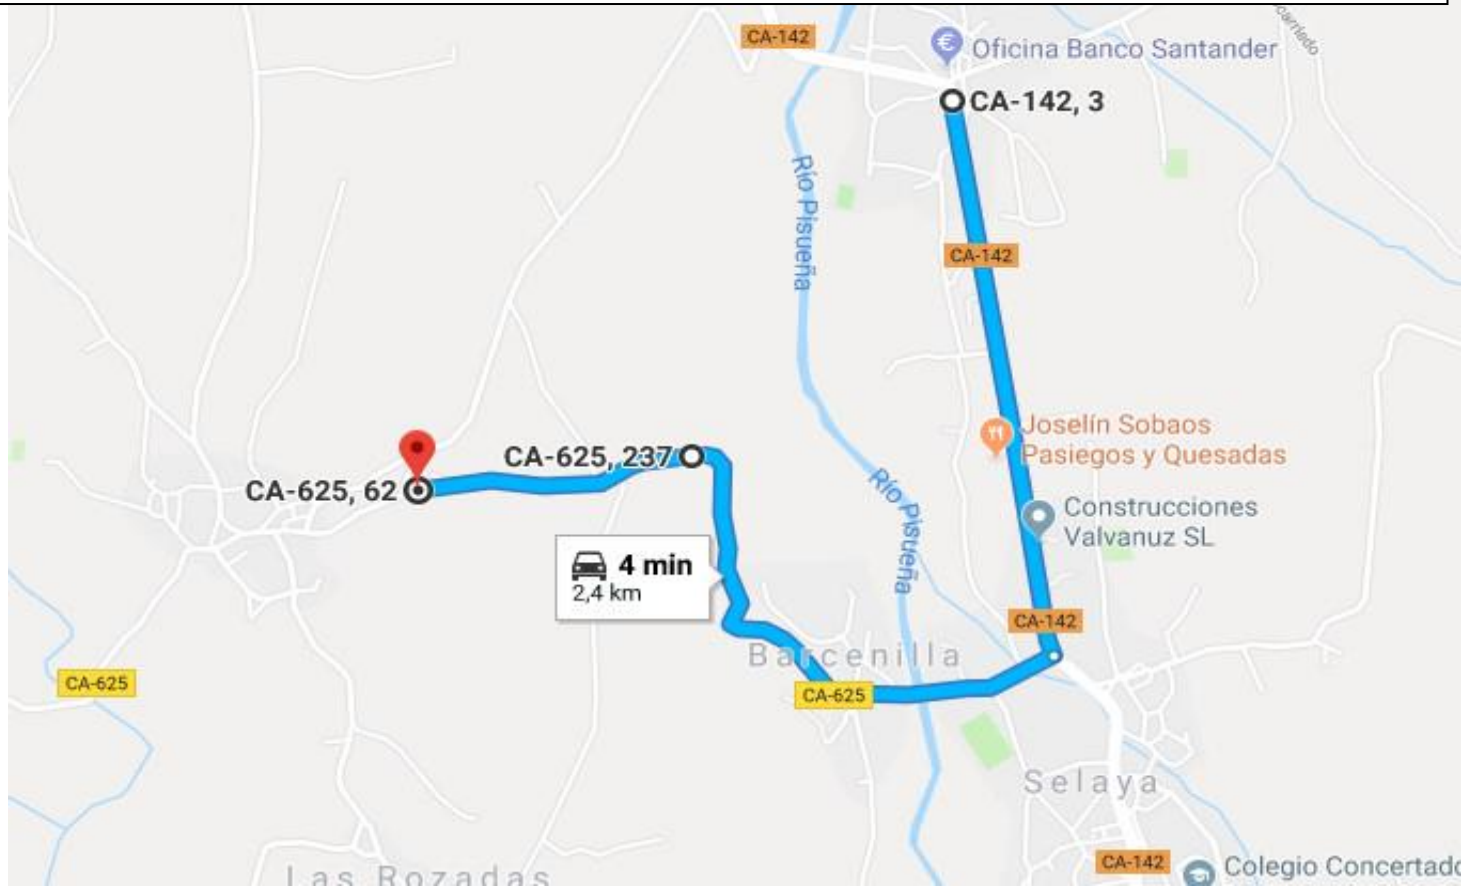 CA-142
Oficina Banco Santander
CA-142, 3
Río Pisueña
CA-142
Joselín Sobaos
Pasiegos y Quesadas
CA-625, 237
CA-625, 62
Río Pisueña
Construcciones
Valvanuz SL
4 min
2,4 km
CA-142
Barcenilla
CA-625
CA-625
Selaya
CA-142
Colegio Concertado
Las Rozadas